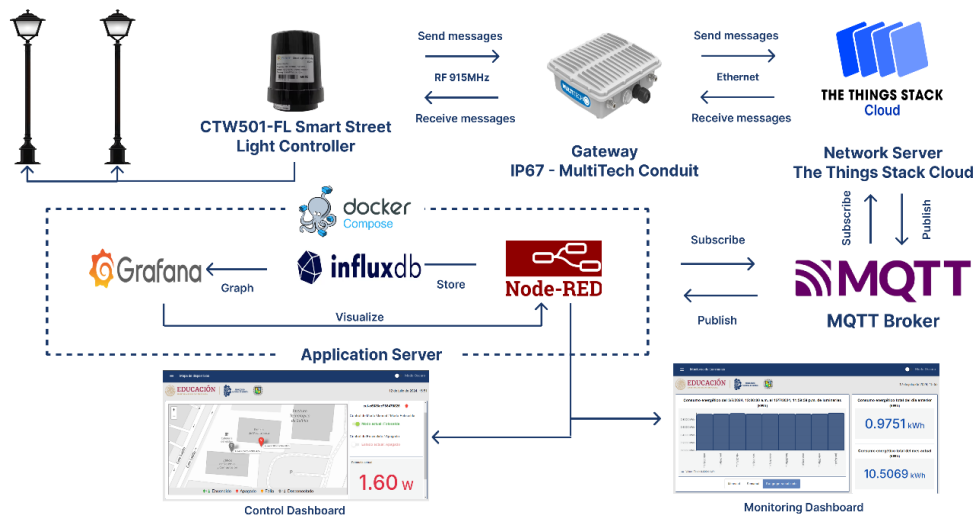 Send messages
RF 915MHz
Receive messages
Send messages
Ethernet
Receive messages
THE THINGS STACK
Cloud
CTW501-FL Smart Street
Light Controller
Gateway
IP67 - MultiTech Conduit
Network Server
The Things Stack Cloud
Subscribe
Publish
docker
Compose
Grafana
Graph
influxdb
Store
Node-RED
Visualize
Subscribe
Publish
MQTT
MQTT Broker
Application Server
EDUCACIÓN
1.60 W
Control Dashboard
EDUCACIÓN
0.9751 kWh
10.5069 kWh
Monitoring Dashboard